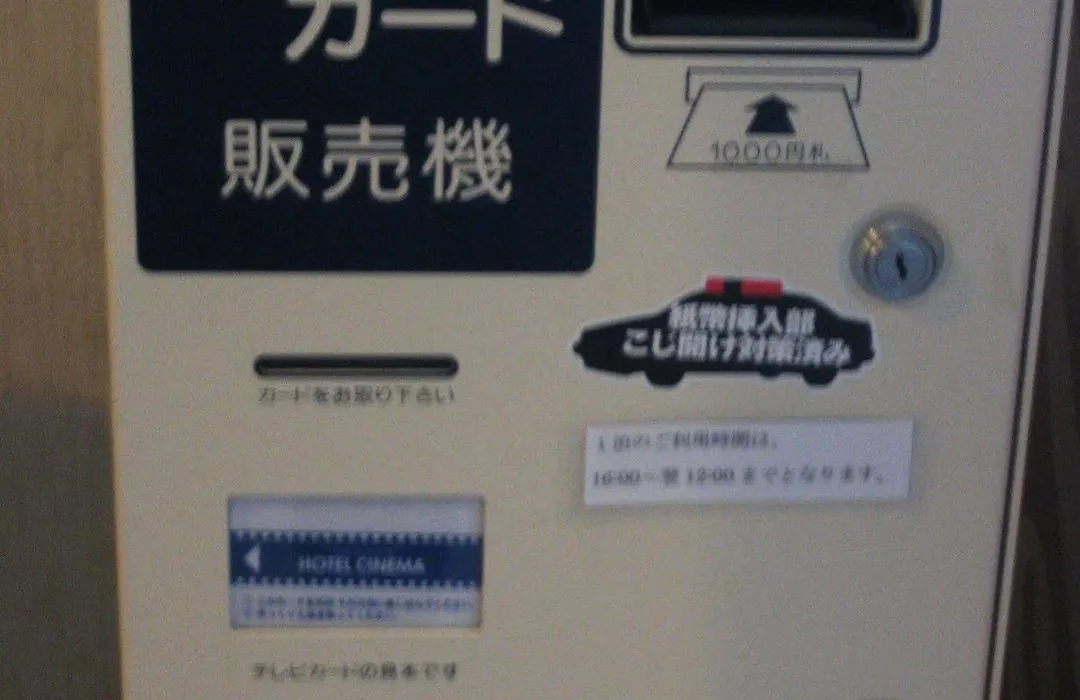 カード
販売機
1000円札
紙幣挿入部
こじ開け対策済み
カードをお取り下さい
1泊のご利用時間は、
16:00～翌12:00までとなります。
HOTEL CINEMA
テレビカードの見本です